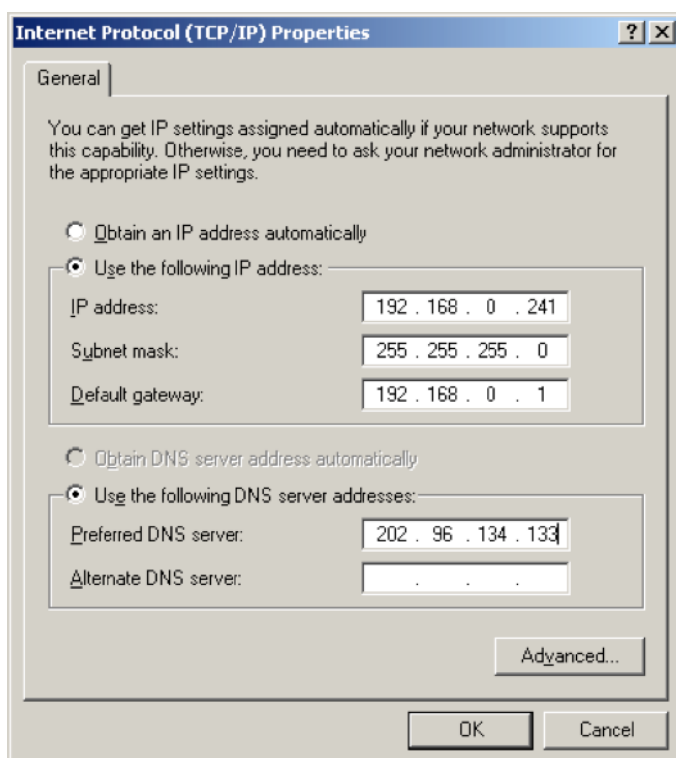 Internet Protocol (TCP/IP) Properties
General
You can get IP settings assigned automatically if your network supports
this capability. Otherwise, you need to ask your network administrator for
the appropriate IP settings.
Obtain an IP address automatically
Use the following IP address:
IP address: 192 . 168 . 0 . 241
Subnet mask: 255 . 255 . 255 . 0
Default gateway: 192 . 168 . 0 . 1
Obtain DNS server address automatically
Use the following DNS server addresses:
Preferred DNS server: 202 . 96 . 134 . 133
Alternate DNS server: . . .
Advanced...
OK Cancel